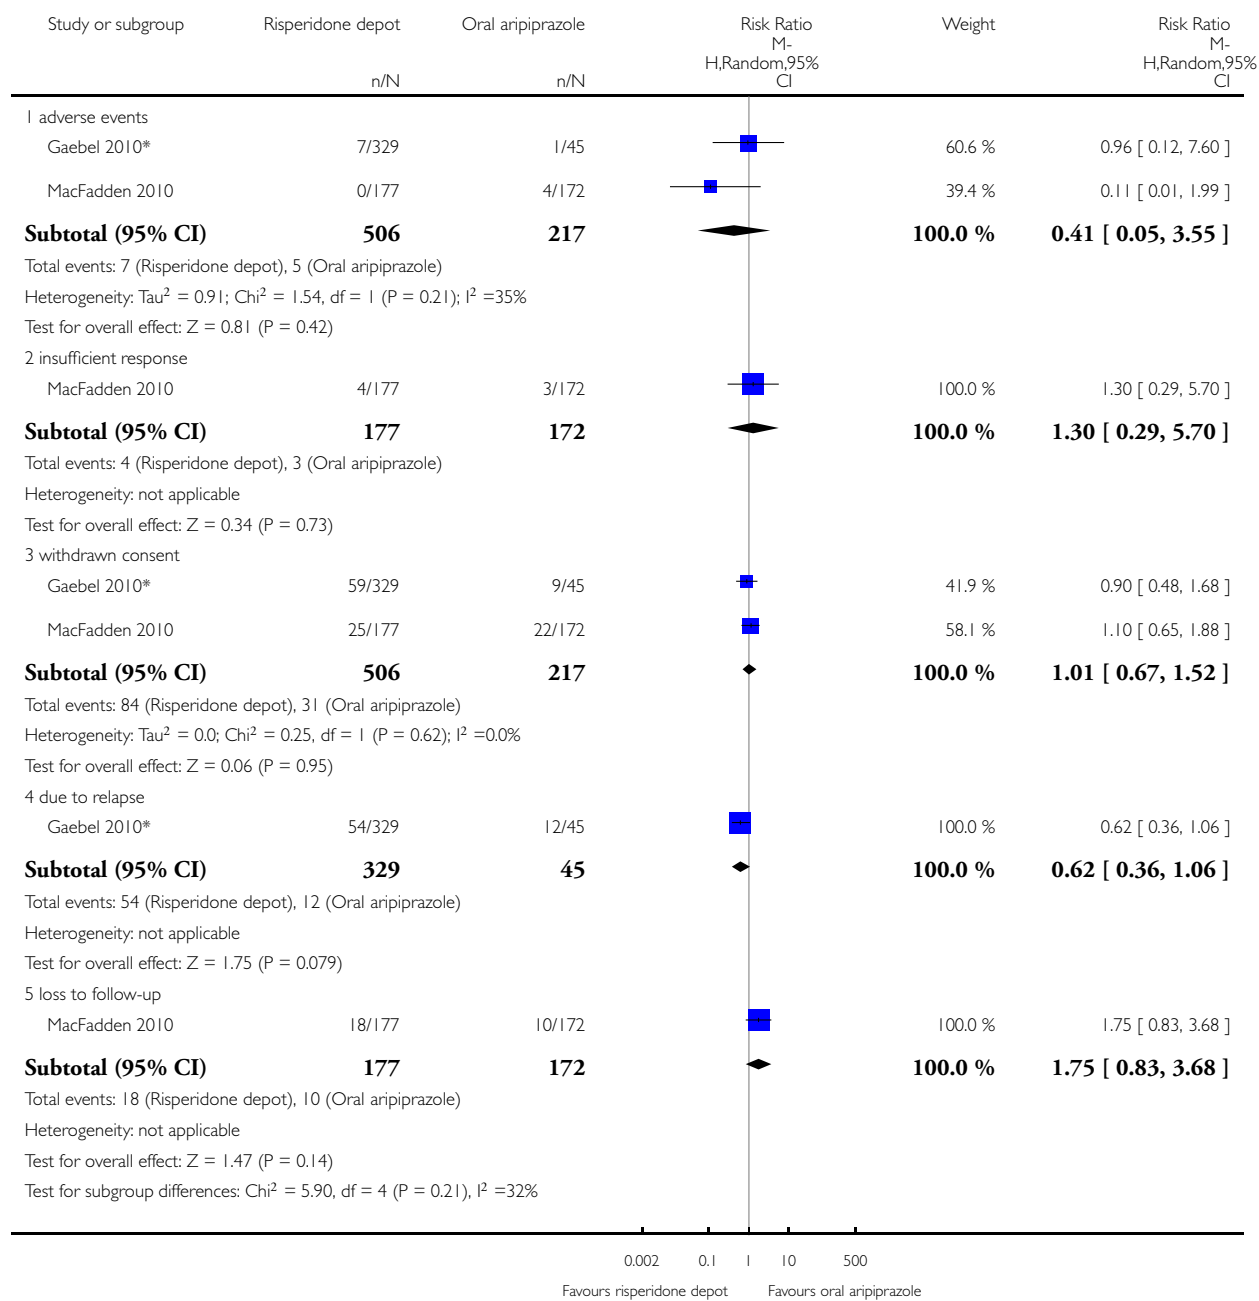 Study or subgroup Risperidone depot Oral aripiprazole Risk Ratio Weight Risk Ratio
M- M-
H,Random,95% H,Random,95%
n/N n/N CI CI
1 adverse events
Gaebel 2010* 7/329 1/45 60.6 % 0.96 [ 0.12, 7.60 ]
MacFadden 2010 0/177 4/172 39.4 % 0.11 [ 0.01, 1.99 ]
Subtotal (95% CI) 506 217 100.0 % 0.41 [ 0.05, 3.55 ]
Total events: 7 (Risperidone depot), 5 (Oral aripiprazole)
Heterogeneity: Tau² = 0.91; Chi² = 1.54, df = 1 (P = 0.21); I² =35%
Test for overall effect: Z = 0.81 (P = 0.42)
2 insufficient response
MacFadden 2010 4/177 3/172 100.0 % 1.30 [ 0.29, 5.70 ]
Subtotal (95% CI) 177 172 100.0 % 1.30 [ 0.29, 5.70 ]
Total events: 4 (Risperidone depot), 3 (Oral aripiprazole)
Heterogeneity: not applicable
Test for overall effect: Z = 0.34 (P = 0.73)
3 withdrawn consent
Gaebel 2010* 59/329 9/45 41.9 % 0.90 [ 0.48, 1.68 ]
MacFadden 2010 25/177 22/172 58.1 % 1.10 [ 0.65, 1.88 ]
Subtotal (95% CI) 506 217 100.0 % 1.01 [ 0.67, 1.52 ]
Total events: 84 (Risperidone depot), 31 (Oral aripiprazole)
Heterogeneity: Tau² = 0.0; Chi² = 0.25, df = 1 (P = 0.62); I² =0.0%
Test for overall effect: Z = 0.06 (P = 0.95)
4 due to relapse
Gaebel 2010* 54/329 12/45 100.0 % 0.62 [ 0.36, 1.06 ]
Subtotal (95% CI) 329 45 100.0 % 0.62 [ 0.36, 1.06 ]
Total events: 54 (Risperidone depot), 12 (Oral aripiprazole)
Heterogeneity: not applicable
Test for overall effect: Z = 1.75 (P = 0.079)
5 loss to follow-up
MacFadden 2010 18/177 10/172 100.0 % 1.75 [ 0.83, 3.68 ]
Subtotal (95% CI) 177 172 100.0 % 1.75 [ 0.83, 3.68 ]
Total events: 18 (Risperidone depot), 10 (Oral aripiprazole)
Heterogeneity: not applicable
Test for overall effect: Z = 1.47 (P = 0.14)
Test for subgroup differences: Chi² = 5.90, df = 4 (P = 0.21), I² =32%
0.002 0.1 1 10 500
Favours risperidone depot Favours oral aripiprazole